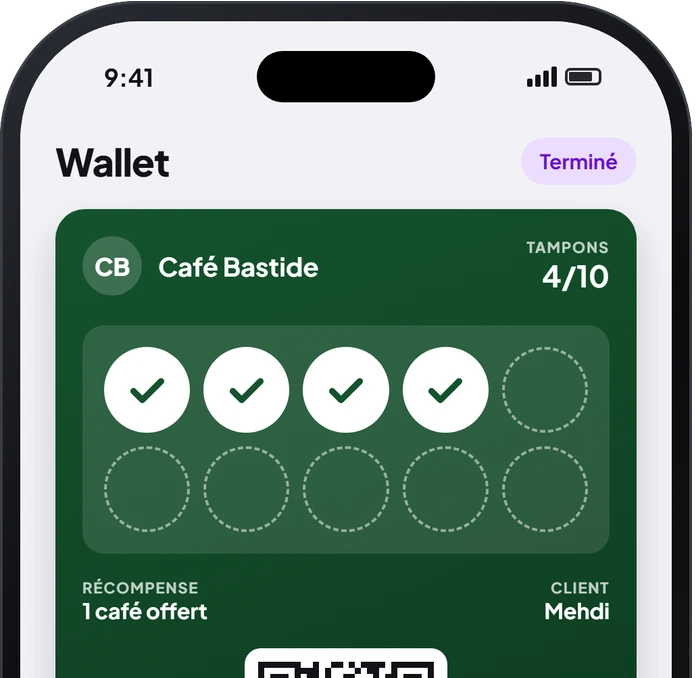 9:41
Wallet
Terminé
CB
Café Bastide
TAMPONS
4/10
RÉCOMPENSE
1 café offert
CLIENT
Mehdi